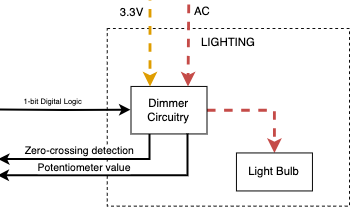 3.3V
AC
LIGHTING
1-bit Digital Logic
Dimmer
Circuitry
Zero-crossing detection
Potentiometer value
Light Bulb